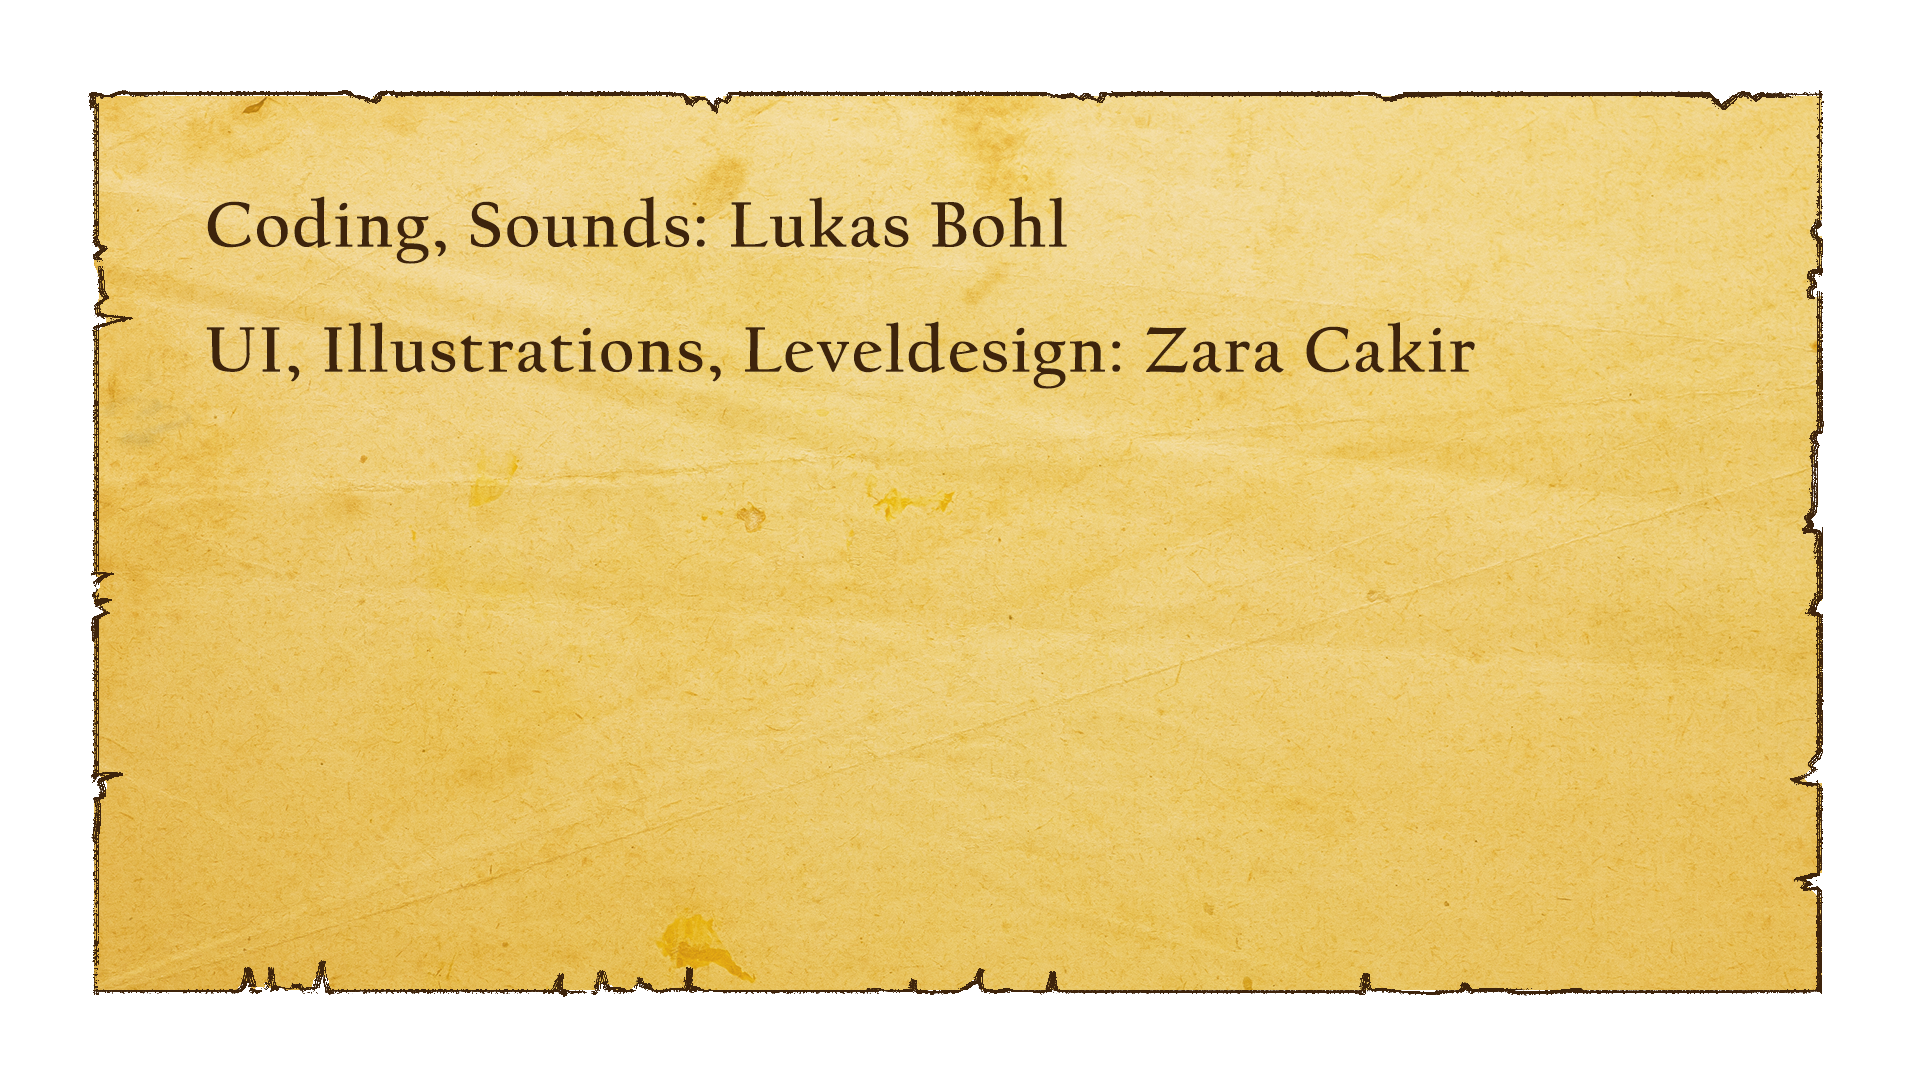 Coding, Sounds: Lukas Bohl
UI, Illustrations, Leveldesign: Zara Cakir